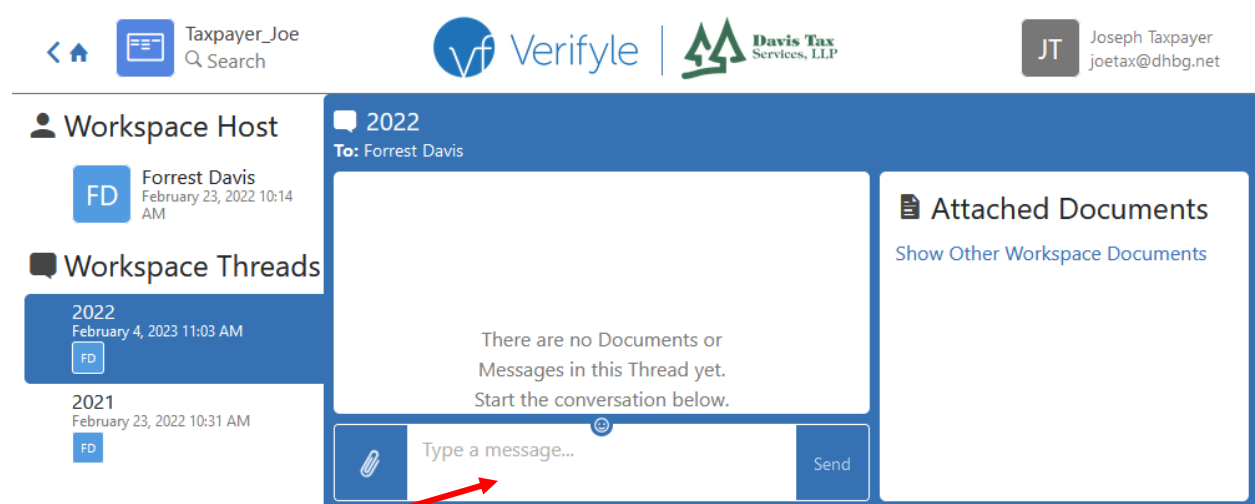 Taxpayer_Joe
Search
vf Verifyle
Davis Tax
Services, LLP
JT
Joseph Taxpayer
joetax@dhbg.net
Workspace Host
FD
Forrest Davis
February 23, 2022 10:14
AM
Workspace Threads
2022
February 4, 2023 11:03 AM
FD
2021
February 23, 2022 10:31 AM
FD
2022
To: Forrest Davis
There are no Documents or
Messages in this Thread yet.
Start the conversation below.
Type a message...
Send
Attached Documents
Show Other Workspace Documents